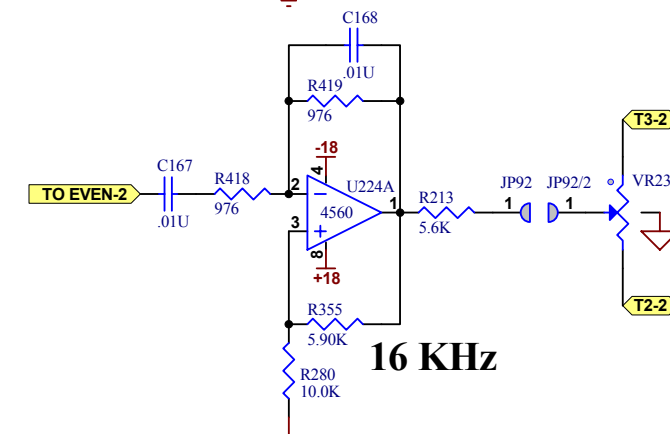 C168
.01U
R419
976
T3-2
-18
4
C167
R418
2
U224A
R213
JP92
JP92/2
VR23
TO EVEN-2
4560
1
1
1
.01U
976
3
5.6K
8
+18
T2-2
R355
5.90K
16 KHz
R280
10.0K